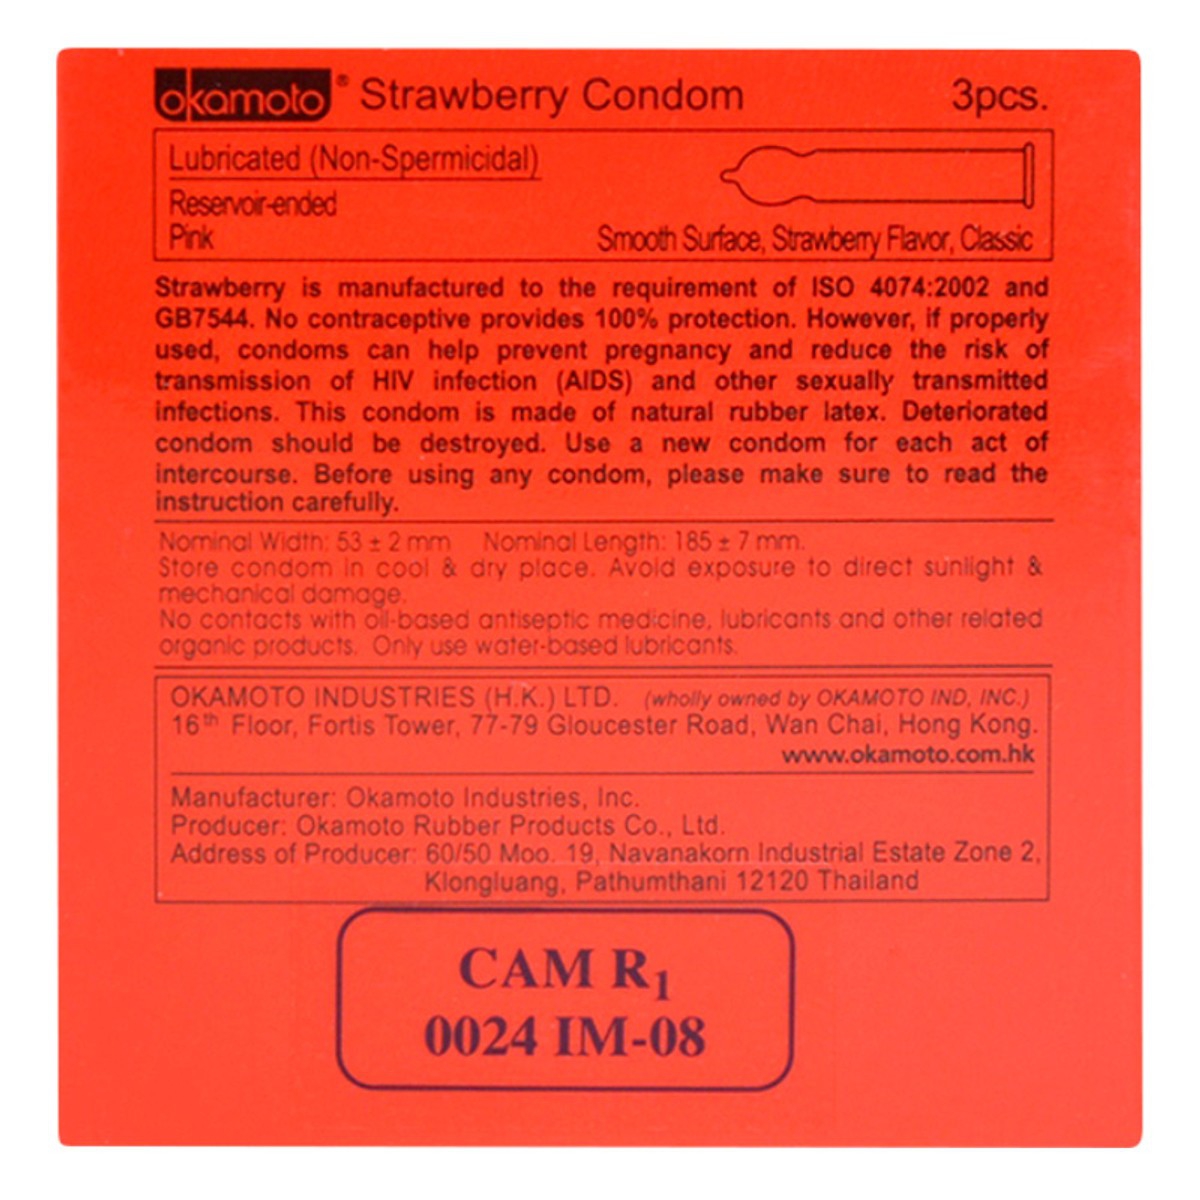 okamoto® Strawberry Condom 3pcs.
Lubricated (Non-Spermicidal)
Reservoir-ended
Pink Smooth Surface, Strawberry Flavor, Classic
Strawberry is manufactured to the requirement of ISO 4074:2002 and
GB7544. No contraceptive provides 100% protection. However, if properly
used, condoms can help prevent pregnancy and reduce the risk of
transmission of HIV infection (AIDS) and other sexually transmitted
infections. This condom is made of natural rubber latex. Deteriorated
condom should be destroyed. Use a new condom for each act of
intercourse. Before using any condom, please make sure to read the
instruction carefully.
Nominal Width: 53 ± 2 mm Nominal Length: 185 ± 7 mm.
Store condom in cool & dry place. Avoid exposure to direct sunlight &
mechanical damage.
No contacts with oil-based antiseptic medicine, lubricants and other related
organic products. Only use water-based lubricants.
OKAMOTO INDUSTRIES (H.K.) LTD. (wholly owned by OKAMOTO IND, INC.)
16th Floor, Fortis Tower, 77-79 Gloucester Road, Wan Chai, Hong Kong.
www.okamoto.com.hk
Manufacturer: Okamoto Industries, Inc.
Producer: Okamoto Rubber Products Co., Ltd.
Address of Producer: 60/50 Moo. 19, Navanakorn Industrial Estate Zone 2,
Klongluang, Pathumthani 12120 Thailand
CAM R1
0024 IM-08